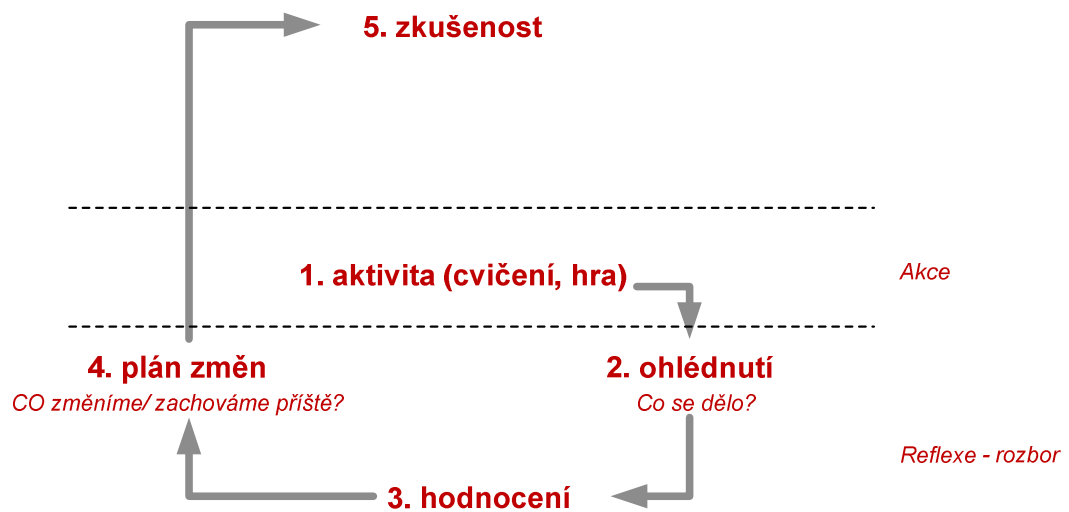 5. zkušenost
1. aktivita (cvičení, hra)
Akce
4. plán změn
CO změníme/ zachováme příště?
2. ohlédnutí
Co se dělo?
Reflexe - rozbor
3. hodnocení